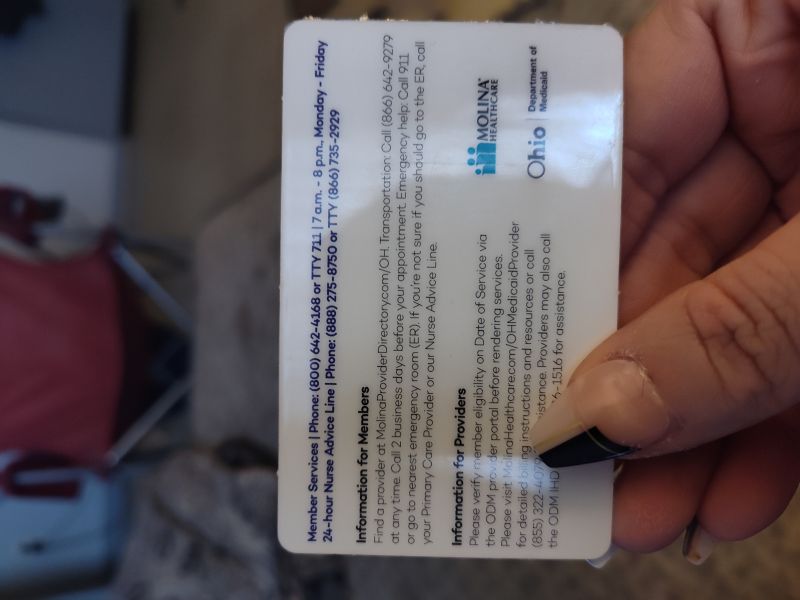 Member Services | Phone: (800) 642-4168 or TTY 711 | 7 a.m. - 8 p.m., Monday - Friday
24-hour Nurse Advice Line | Phone: (888) 275-8750 or TTY (866) 735-2929
Information for Members
Find a provider at MolinaProviderDirectory.com/OH. Transportation: Call (866) 642-9279
at any time. Call 2 business days before your appointment. Emergency help: Call 911
or go to nearest emergency room (ER). If you're not sure if you should go to the ER, call
your Primary Care Provider or our Nurse Advice Line.
Information for Providers
Please verify member eligibility on Date of Service via
the ODM provider portal before rendering services.
Please visit MolinaHealthcare.com/OHMedicaidProvider
for detailed billing instructions and resources or call
(855) 322-407 istance. Providers may also call
the ODM IHD 6-1516 for assistance.
MOLINA
HEALTHCARE
Ohio | Department of
Medicaid